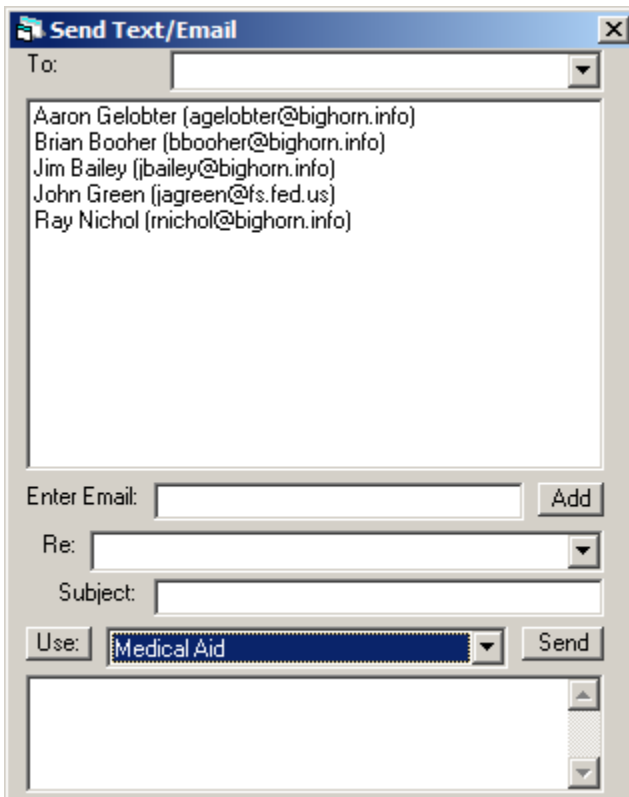 Send Text/Email
To:
Aaron Gelobter (agelobter@bighorn.info)
Brian Booher (bbooher@bighorn.info)
Jim Bailey (jbailey@bighorn.info)
John Green (jagreen@fs.fed.us)
Ray Nichol (rnichol@bighorn.info)
Enter Email: Add
Re:
Subject:
Use: Medical Aid Send